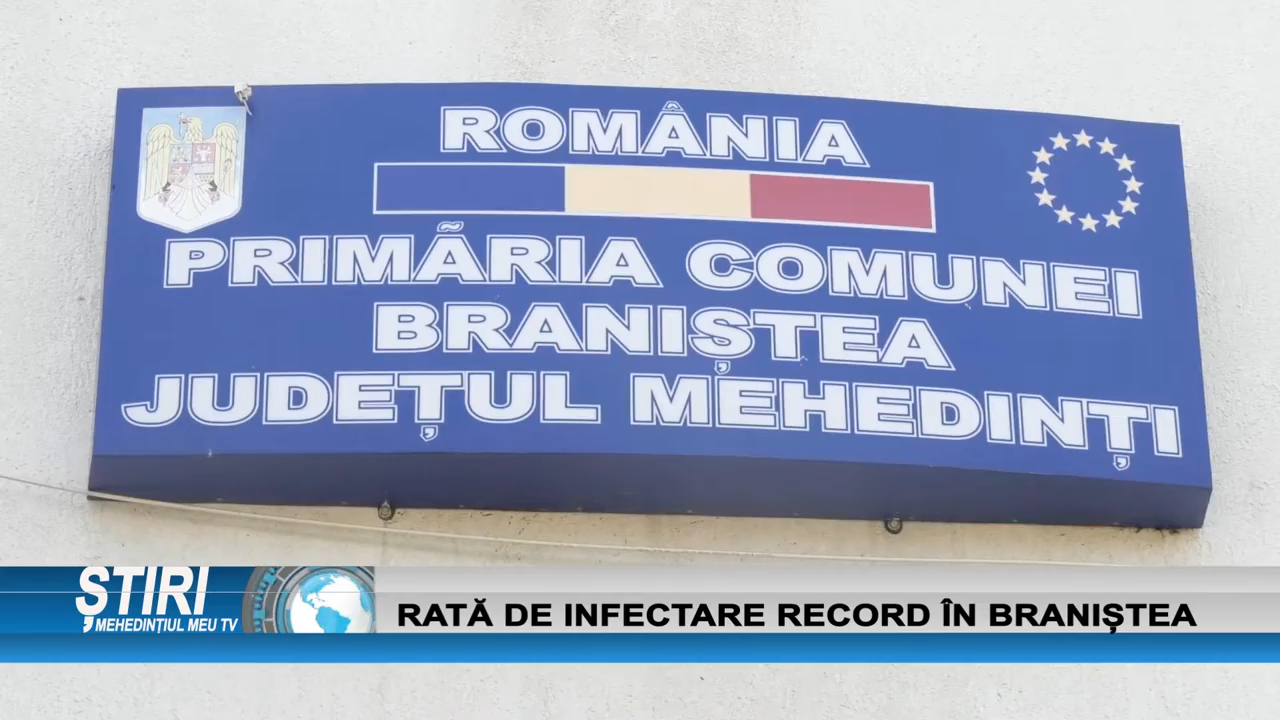 ROMÂNIA
PRIMĂRIA COMUNEI
BRANIȘTEA
JUDEȚUL MEHEDINȚI
ȘTIRI
MEHEDINȚIUL MEU TV
RATĂ DE INFECTARE RECORD ÎN BRANIȘTEA